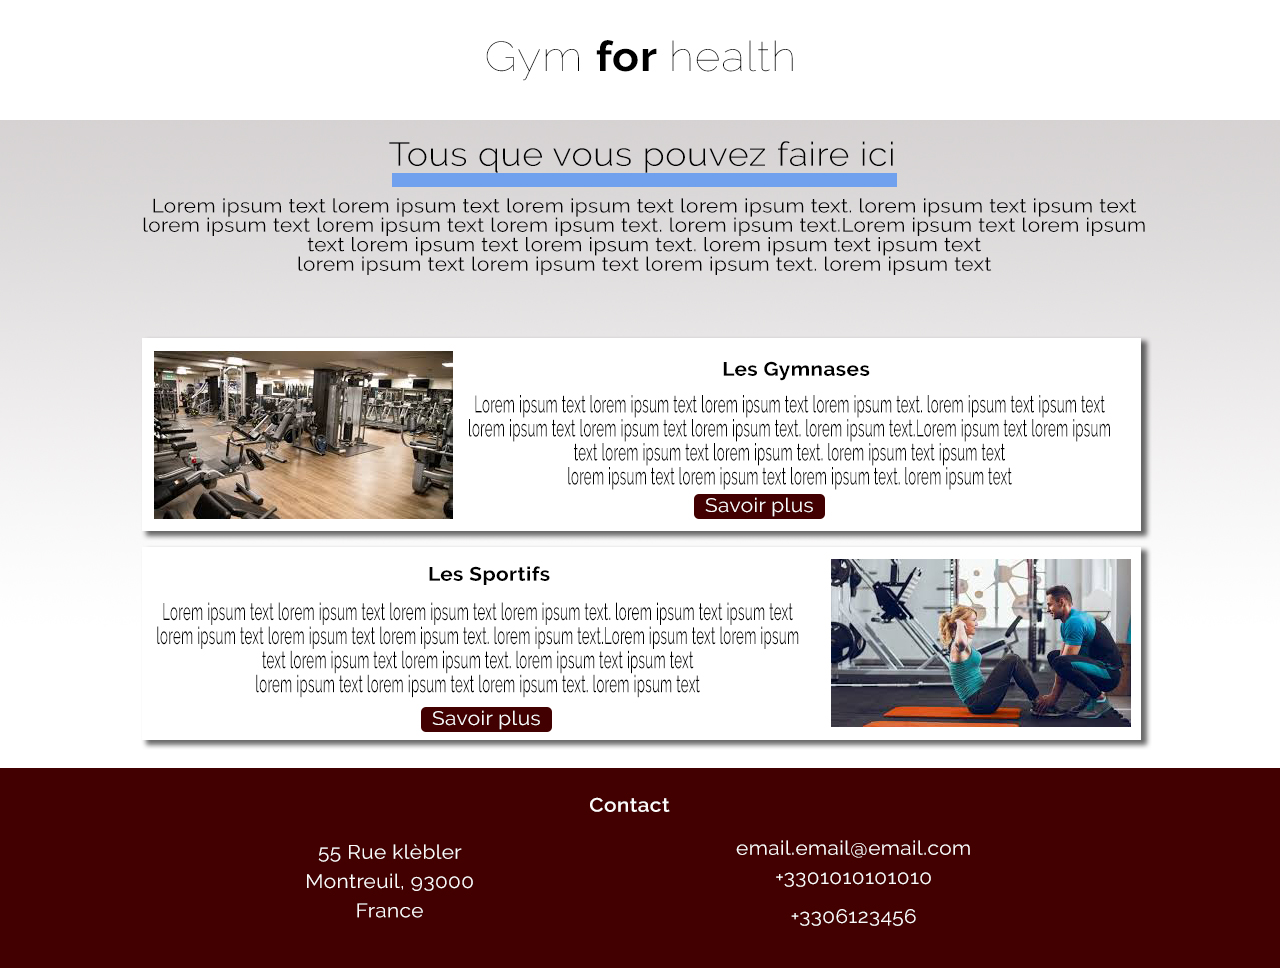 Gym for health
Tous que vous pouvez faire ici
Lorem ipsum text lorem ipsum text lorem ipsum text lorem ipsum text. lorem ipsum text ipsum text
lorem ipsum text lorem ipsum text lorem ipsum text. lorem ipsum text.Lorem ipsum text lorem ipsum
text lorem ipsum text lorem ipsum text. lorem ipsum text ipsum text
lorem ipsum text lorem ipsum text lorem ipsum text. lorem ipsum text
Les Gymnases
Lorem ipsum text lorem ipsum text lorem ipsum text lorem ipsum text. lorem ipsum text ipsum text
lorem ipsum text lorem ipsum text lorem ipsum text. lorem ipsum text.Lorem ipsum text lorem ipsum
text lorem ipsum text lorem ipsum text. lorem ipsum text ipsum text
lorem ipsum text lorem ipsum text lorem ipsum text. lorem ipsum text
Savoir plus
Les Sportifs
Lorem ipsum text lorem ipsum text lorem ipsum text lorem ipsum text. lorem ipsum text ipsum text
lorem ipsum text lorem ipsum text lorem ipsum text. lorem ipsum text.Lorem ipsum text lorem ipsum
text lorem ipsum text lorem ipsum text. lorem ipsum text ipsum text
lorem ipsum text lorem ipsum text lorem ipsum text. lorem ipsum text
Savoir plus
Contact
55 Rue klèbler
Montreuil, 93000
France
email.email@email.com
+3301010101010
+3306123456